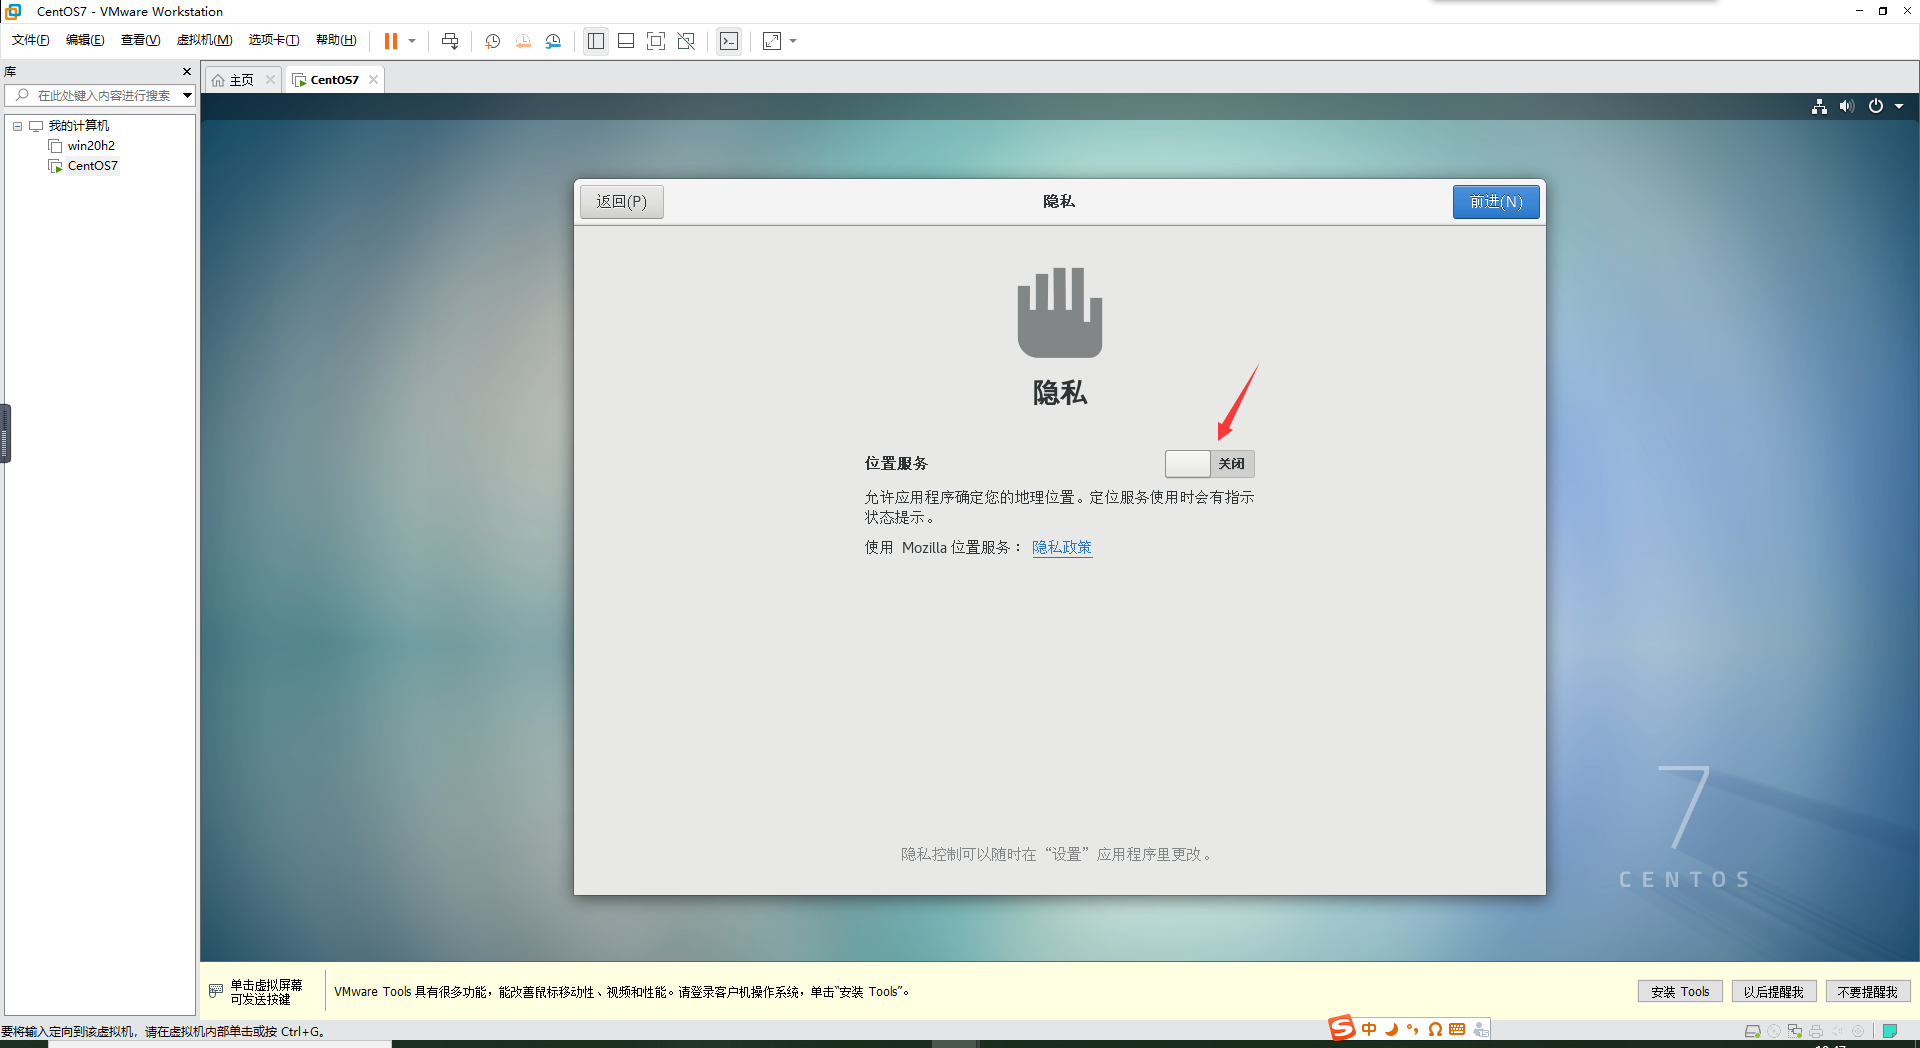 CentOS7 - VMware Workstation
文件(F) 编辑(E) 查看(V) 虚拟机(M) 选项卡(T) 帮助(H)
库
在此处键入内容进行搜索
我的计算机
win20h2
CentOS7
主页
CentOS7
返回(P)
隐私
前进(N)
隐私
位置服务
关闭
允许应用程序确定您的地理位置。定位服务使用时会有指示
状态提示。
使用 Mozilla 位置服务： 隐私政策
隐私控制可以随时在“设置”应用程序里更改。
7
CENTOS
单击虚拟屏幕
可发送按键
VMware Tools 具有很多功能，能改善鼠标移动性、视频和性能。请登录客户机操作系统，单击“安装 Tools”。
安装 Tools
以后提醒我
不要提醒我
要将输入定向到该虚拟机，请在虚拟机内部单击或按 Ctrl+G。
中